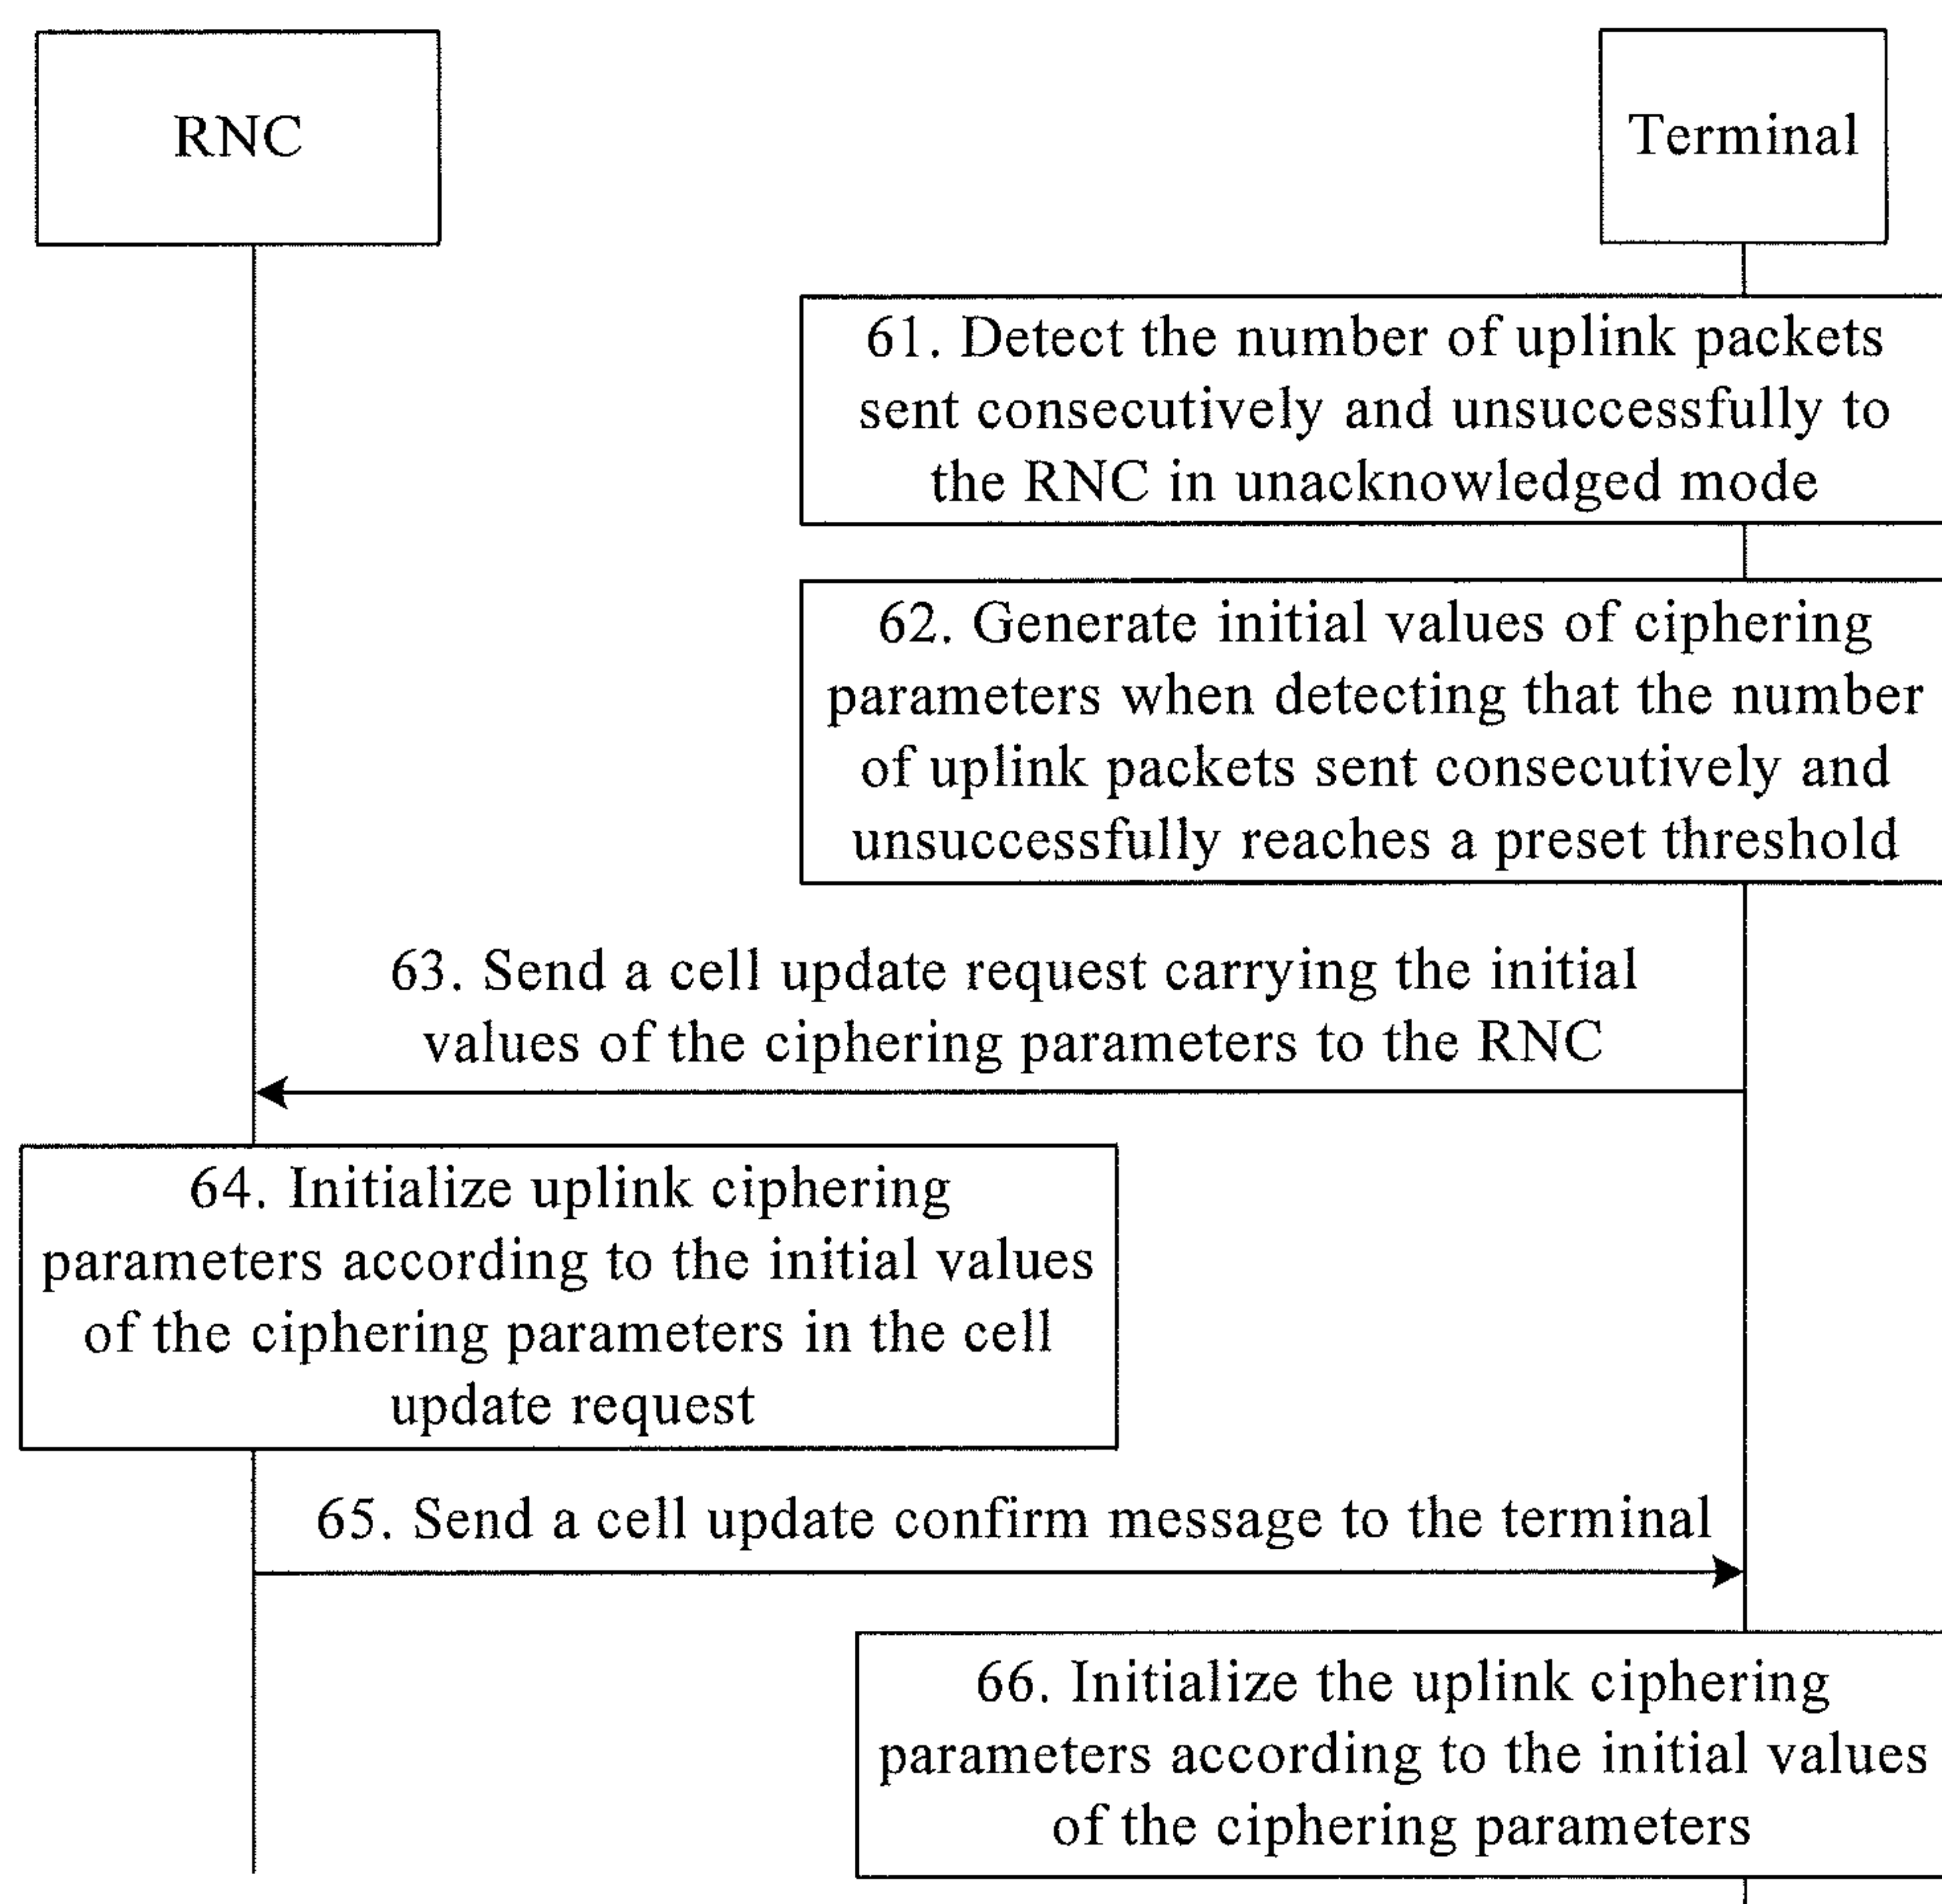 RNC
Terminal
61. Detect the number of uplink packets
sent consecutively and unsuccessfully to
the RNC in unacknowledged mode
62. Generate initial values of ciphering
parameters when detecting that the number
of uplink packets sent consecutively and
unsuccessfully reaches a preset threshold
63. Send a cell update request carrying the initial
values of the ciphering parameters to the RNC
64. Initialize uplink ciphering
parameters according to the initial values
of the ciphering parameters in the cell
update request
65. Send a cell update confirm message to the terminal
66. Initialize the uplink ciphering
parameters according to the initial values
of the ciphering parameters